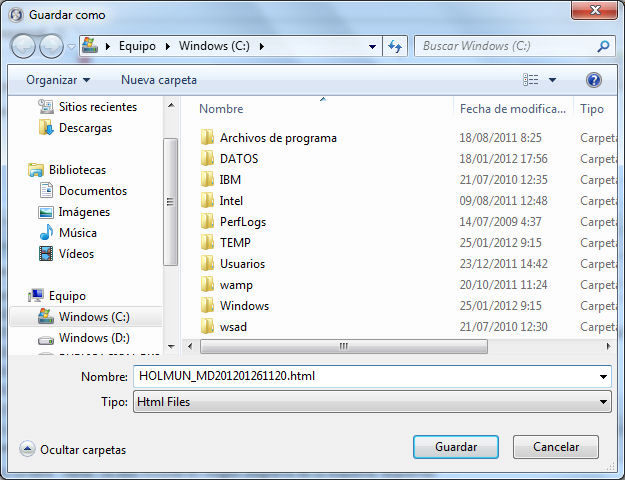 Guardar como
Equipo Windows (C:)
Buscar Windows (C:)
Organizar Nueva carpeta
Sitios recientes
Descargas
Bibliotecas
Documentos
Imágenes
Música
Vídeos
Equipo
Windows (C:)
Windows (D:)
Nombre Fecha de modifica... Tipo
Archivos de programa 18/08/2011 8:25 Carpeta
DATOS 18/01/2012 17:56 Carpeta
IBM 21/07/2010 12:35 Carpeta
Intel 09/08/2011 12:48 Carpeta
PerfLogs 14/07/2009 4:37 Carpeta
TEMP 25/01/2012 9:15 Carpeta
Usuarios 23/12/2011 14:42 Carpeta
wamp 20/10/2011 11:24 Carpeta
Windows 25/01/2012 9:15 Carpeta
wsad 21/07/2010 12:30 Carpeta
Nombre: HOLMUN_MD201201261120.html
Tipo: Html Files
Ocultar carpetas
Guardar Cancelar